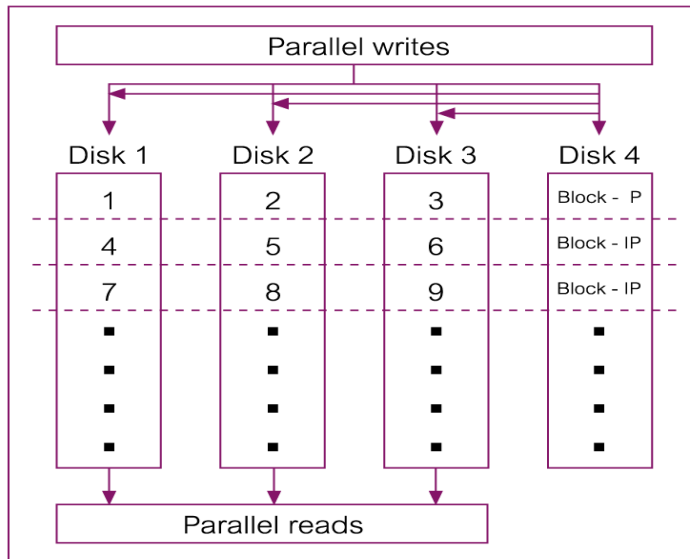 Parallel writes
Disk 1 Disk 2 Disk 3 Disk 4
1 2 3 Block - P
4 5 6 Block - IP
7 8 9 Block - IP
Parallel reads